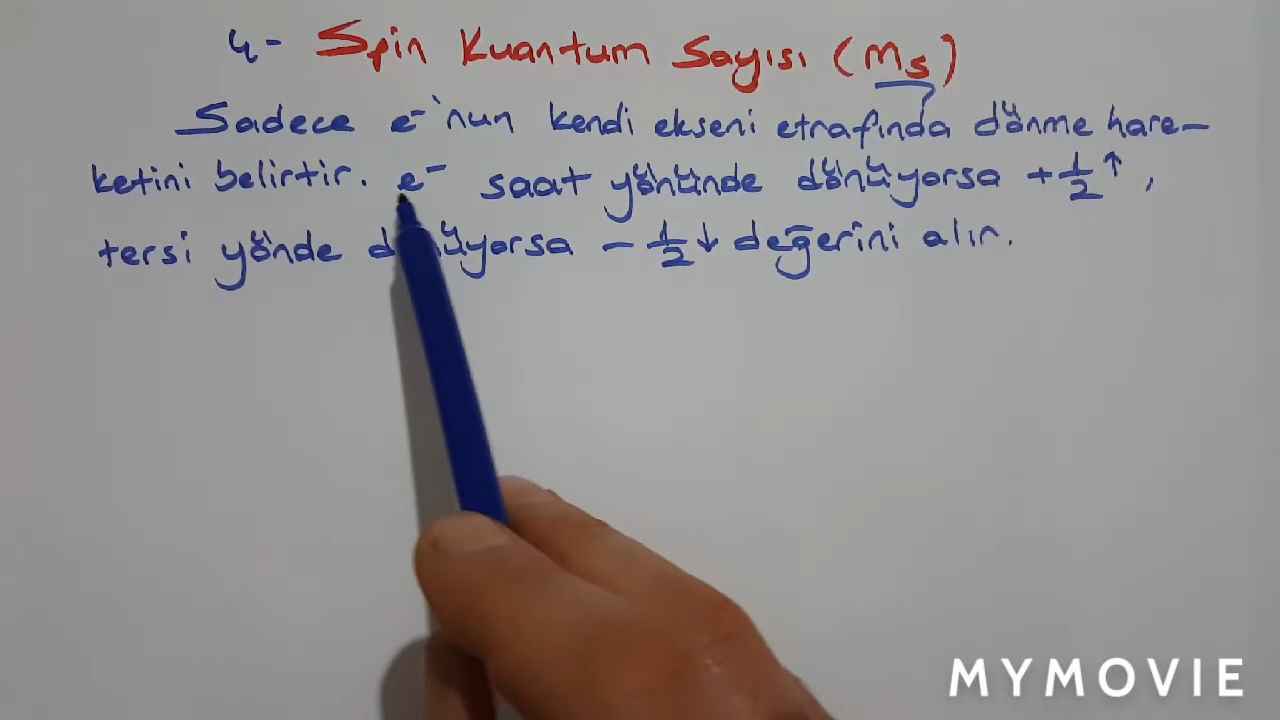 4- Spin Kuantum Sayısı (ms)
Sadece e⁻'nun kendi ekseni etrafında dönme hare-
ketini belirtir. e⁻ saat yönünde dönüyorsa +1/2↑,
tersi yönde dönüyorsa -1/2↓ değerini alır.
MYMOVIE